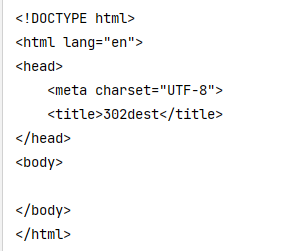 <!DOCTYPE html>
<html lang="en">
<head>
    <meta charset="UTF-8">
    <title>302dest</title>
</head>
<body>

</body>
</html>